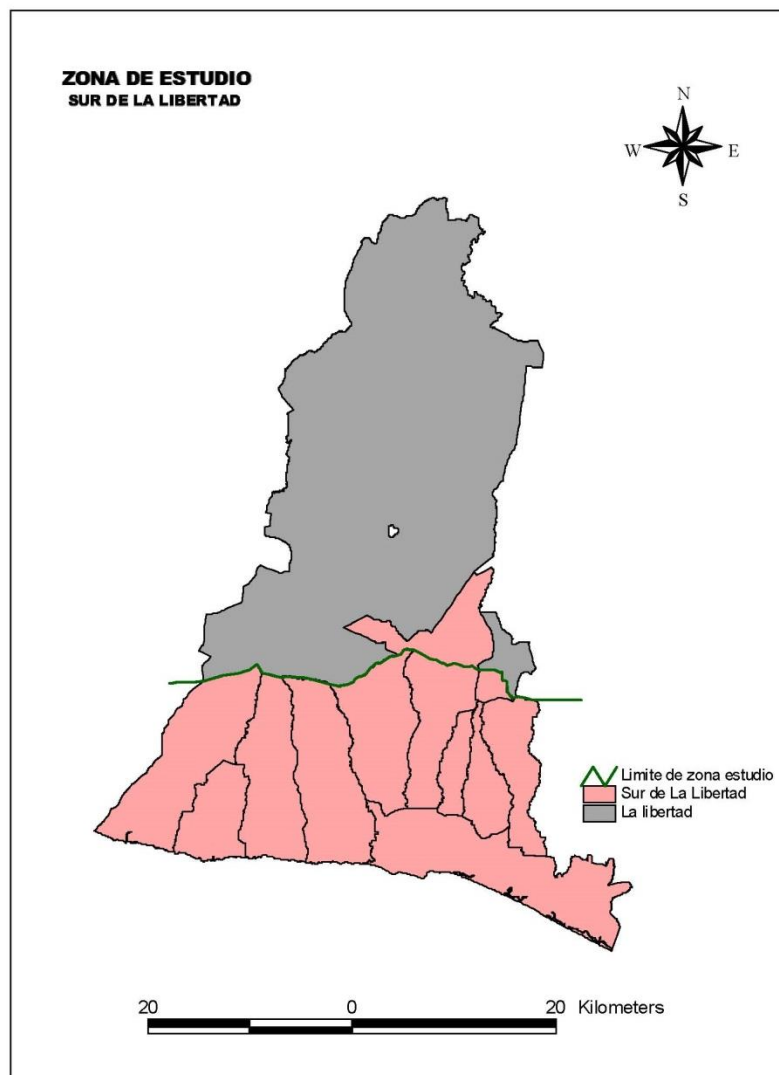 ZONA DE ESTUDIO
SUR DE LA LIBERTAD
N
W E
S
Limite de zona estudio
Sur de La Libertad
La libertad
20 0 20 Kilometers